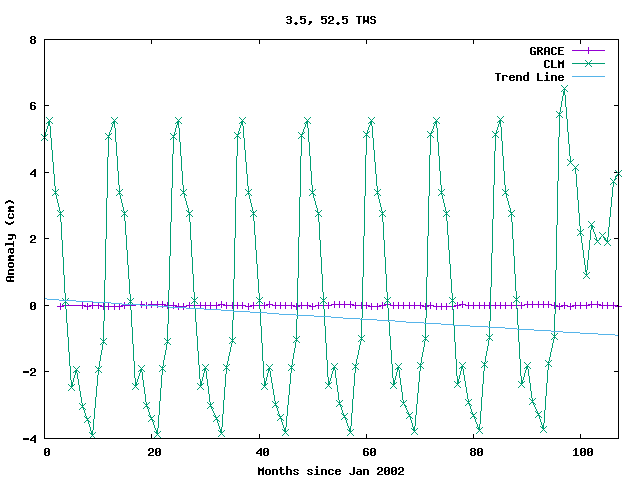 3.5, 52.5 TWS
GRACE
CLM
Trend Line
8
6
4
2
0
-2
-4
Anomaly (cm)
0 20 40 60 80 100
Months since Jan 2002